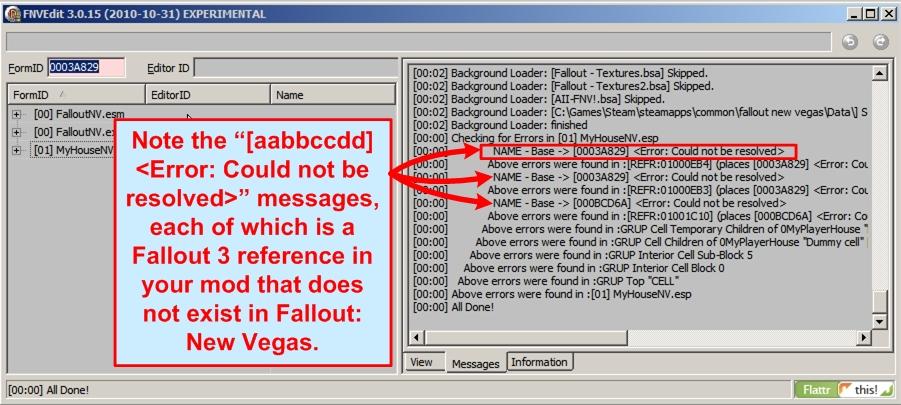 FNVEdit 3.0.15 (2010-10-31) EXPERIMENTAL
FormID 0003A829 Editor ID
FormID EditorID Name
[00] FalloutNV.esm
[00] FalloutNV.ex
[01] MyHouseNV
Note the “[aabbccdd]
<Error: Could not be
resolved>” messages,
each of which is a
Fallout 3 reference in
your mod that does
not exist in Fallout:
New Vegas.
[00:02] Background Loader: [Fallout - Textures.bsa] Skipped.
[00:02] Background Loader: [Fallout - Textures2.bsa] Skipped.
[00:02] Background Loader: [AII-FNV!.bsa] Skipped.
[00:02] Background Loader: [C:\Games\Steam\steamapps\common\fallout new vegas\Data\] S
[00:02] Background Loader: finished
[00:00] Checking for Errors in [01] MyHouseNV.esp
[00:00] NAME - Base -> [0003A829] <Error: Could not be resolved>
[00:00] Above errors were found in :[REFR:01000EB4] (places [0003A829] <Error: Cou
[00:00] NAME - Base -> [0003A829] <Error: Could not be resolved>
[00:00] Above errors were found in :[REFR:01000EB3] (places [0003A829] <Error: Cou
[00:00] NAME - Base -> [000BCD6A] <Error: Could not be resolved>
[00:00] Above errors were found in :[REFR:01001C10] (places [000BCD6A] <Error: Co
[00:00] Above errors were found in :GRUP Cell Temporary Children of 0MyPlayerHouse "
[00:00] Above errors were found in :GRUP Cell Children of 0MyPlayerHouse "Dummy cell"
[00:00] Above errors were found in :GRUP Interior Cell Sub-Block 5
[00:00] Above errors were found in :GRUP Interior Cell Block 0
[00:00] Above errors were found in :GRUP Top "CELL"
[00:00] Above errors were found in :[01] MyHouseNV.esp
[00:00] All Done!
View Messages Information
[00:00] All Done!
Flattr this!